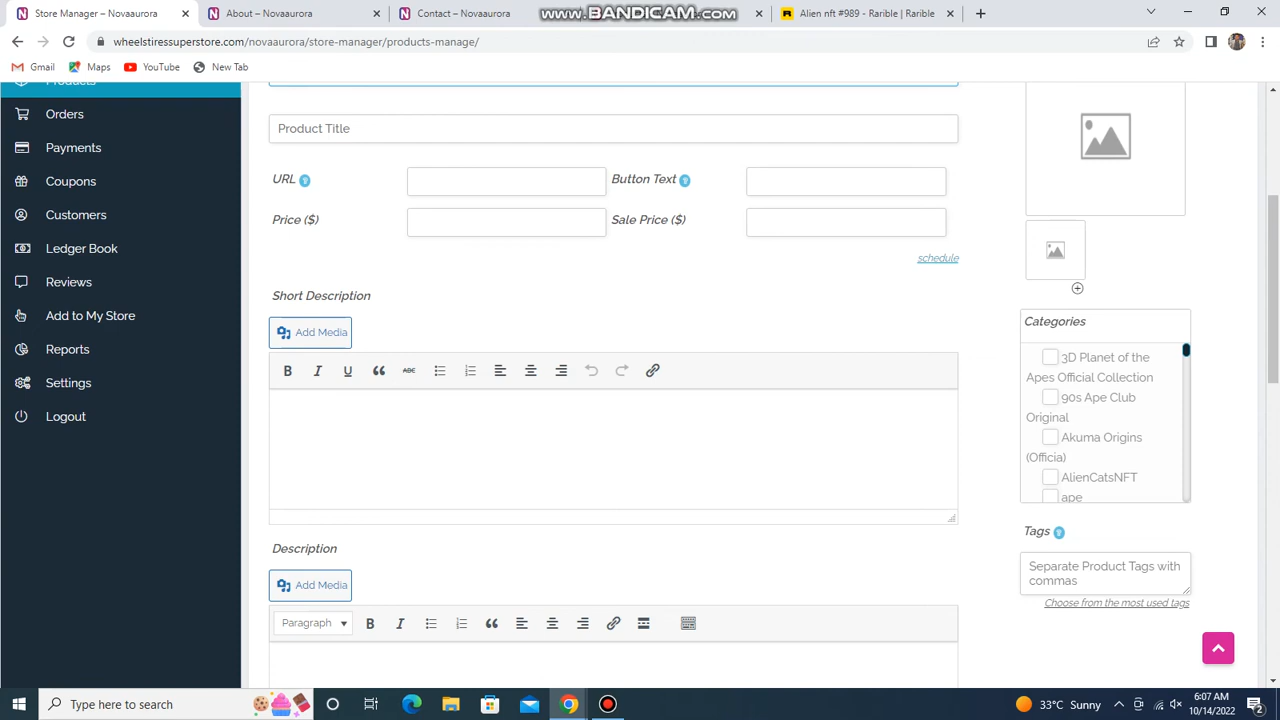 Store Manager – Novaaurora
About – Novaaurora
Contact – Novaaurora
WWW.BANDICAM.COM
Alien nft #989 - Rarible | Rarible
wheelstiressuperstore.com/novaaurora/store-manager/products-manage/
Gmail
Maps
YouTube
New Tab
Products
Orders
Payments
Coupons
Customers
Ledger Book
Reviews
Add to My Store
Reports
Settings
Logout
Product Title
URL
Button Text
Price ($)
Sale Price ($)
schedule
Short Description
Add Media
B I U ABC
Description
Add Media
Paragraph
B I
Categories
3D Planet of the
Apes Official Collection
90s Ape Club
Original
Akuma Origins
(Officia)
AlienCatsNFT
ape
Tags
Separate Product Tags with
commas
Choose from the most used tags
Type here to search
33°C Sunny
6:07 AM
10/14/2022
2